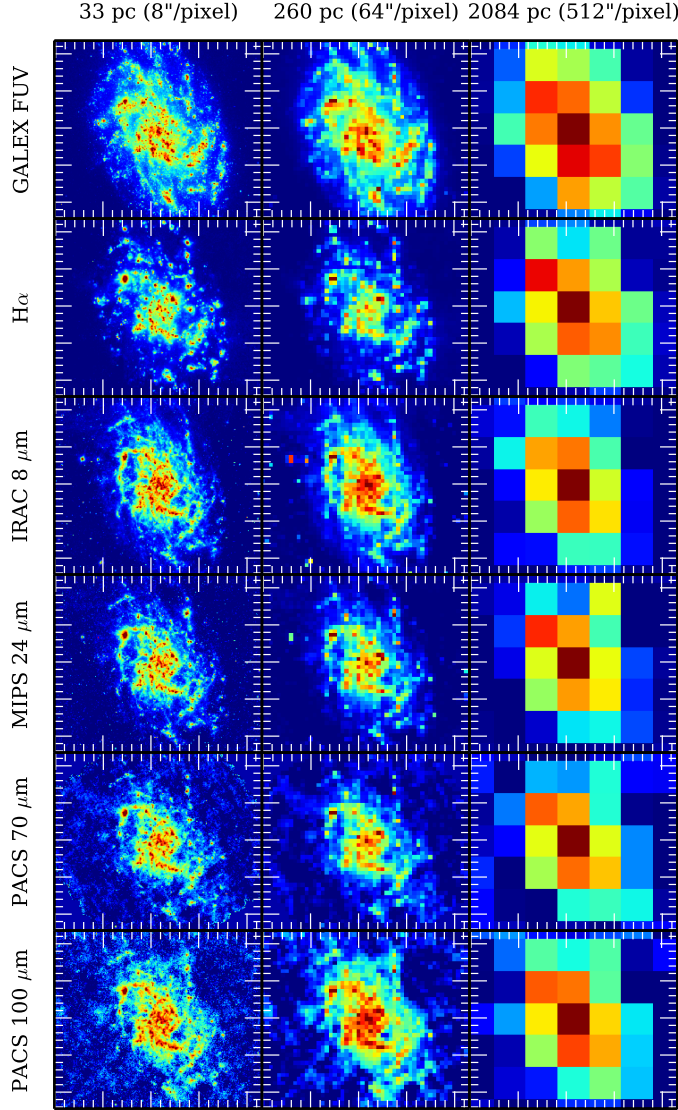 33 pc (8"/pixel) 260 pc (64"/pixel) 2084 pc (512"/pixel)
GALEX FUV
Hα
IRAC 8 μm
MIPS 24 μm
PACS 70 μm
PACS 100 μm